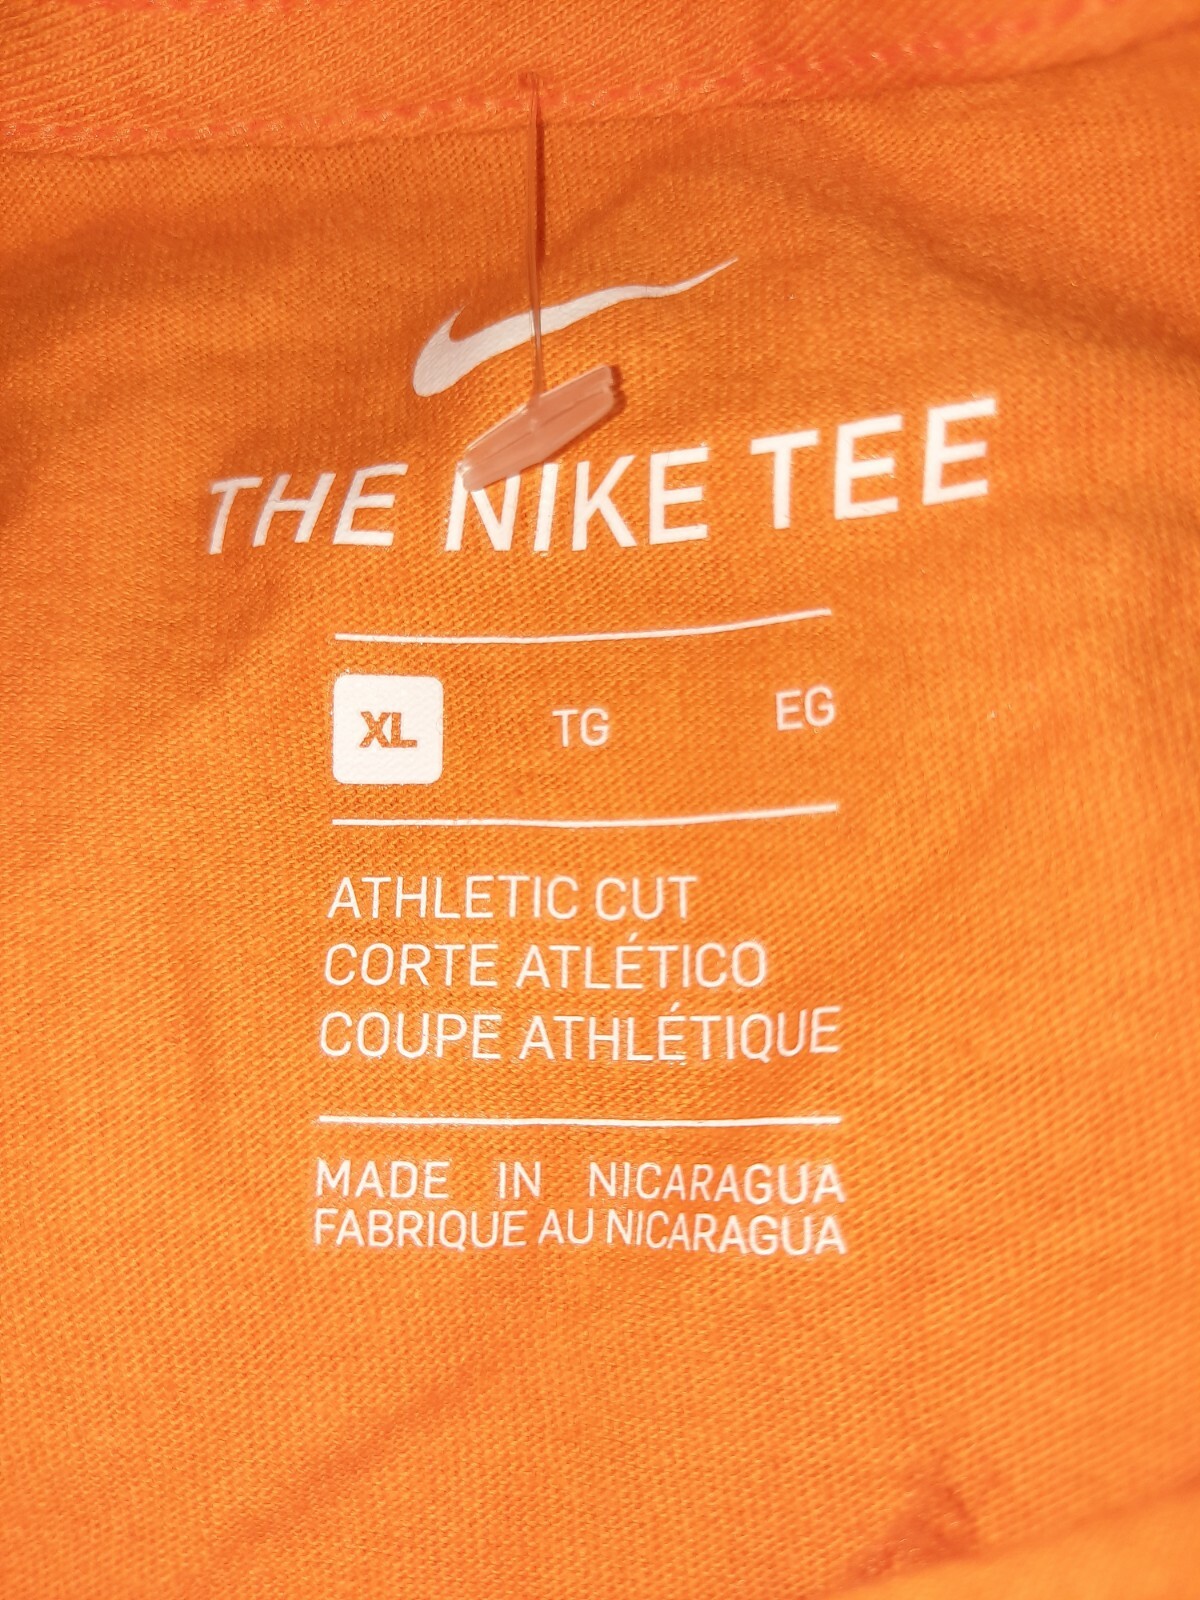 THE NIKE TEE
XL TG EG
ATHLETIC CUT
CORTE ATLÉTICO
COUPE ATHLÉTIQUE
MADE IN NICARAGUA
FABRIQUE AU NICARAGUA